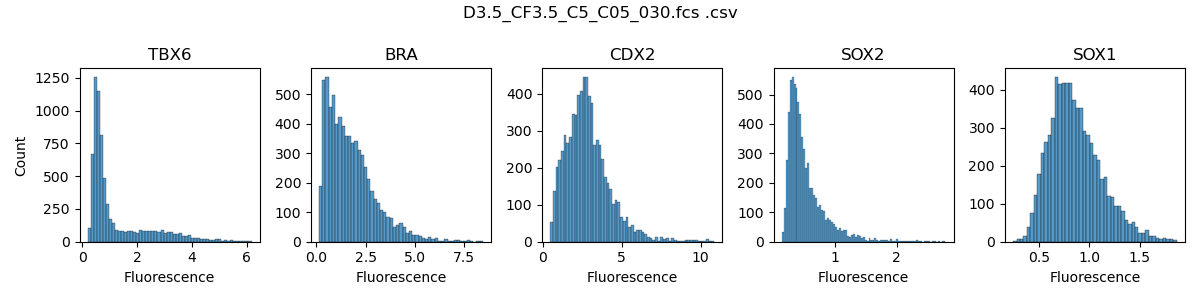 D3.5_CF3.5_C5_C05_030.fcs .csv
TBX6 BRA CDX2 SOX2 SOX1
Count
1250
1000
750
500
250
0
0 2 4 6
Fluorescence
500
400
300
200
100
0
0.0 2.5 5.0 7.5
Fluorescence
400
300
200
100
0
0 5 10
Fluorescence
500
400
300
200
100
0
1 2
Fluorescence
400
300
200
100
0
0.5 1.0 1.5
Fluorescence